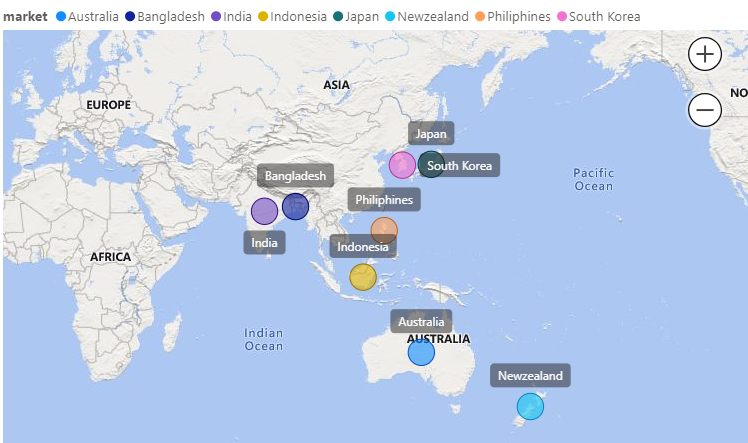 market Australia Bangladesh India Indonesia Japan Newzealand Philiphines South Korea
ASIA
EUROPE
NO
Japan
South Korea
Bangladesh
Pacific
Ocean
Philiphines
India
Indonesia
AFRICA
Australia
Indian
Ocean
AUSTRALIA
Newzealand